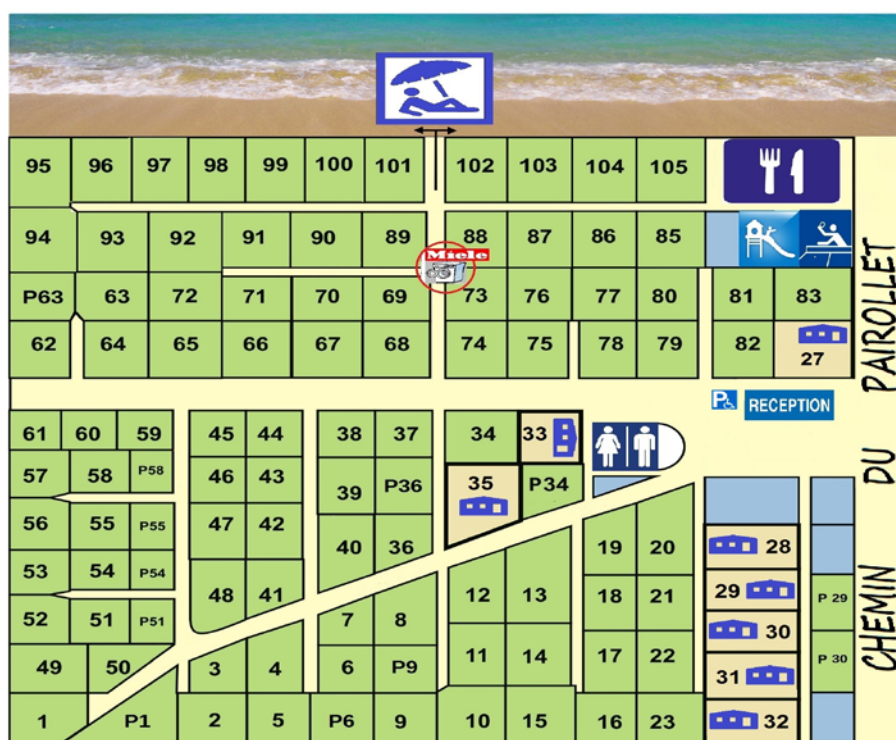 95 96 97 98 99 100 101 102 103 104 105
94 93 92 91 90 89 88 87 86 85
Miele
P63 63 72 71 70 69 73 76 77 80 81 83
62 64 65 66 67 68 74 75 78 79 82 27
P RECEPTION
61 60 59 45 44 38 37 34 33
57 58 P58 46 43 39 P36 35 P34
56 55 P55 47 42 40 36 19 20 28
53 54 P54 48 41 12 13 18 21 29 P 29
52 51 P51 7 8 30
49 50 3 4 6 P9 11 14 17 22 31 P 30
1 P1 2 5 P6 9 10 15 16 23 32
CHEMIN DU PAIROLLET